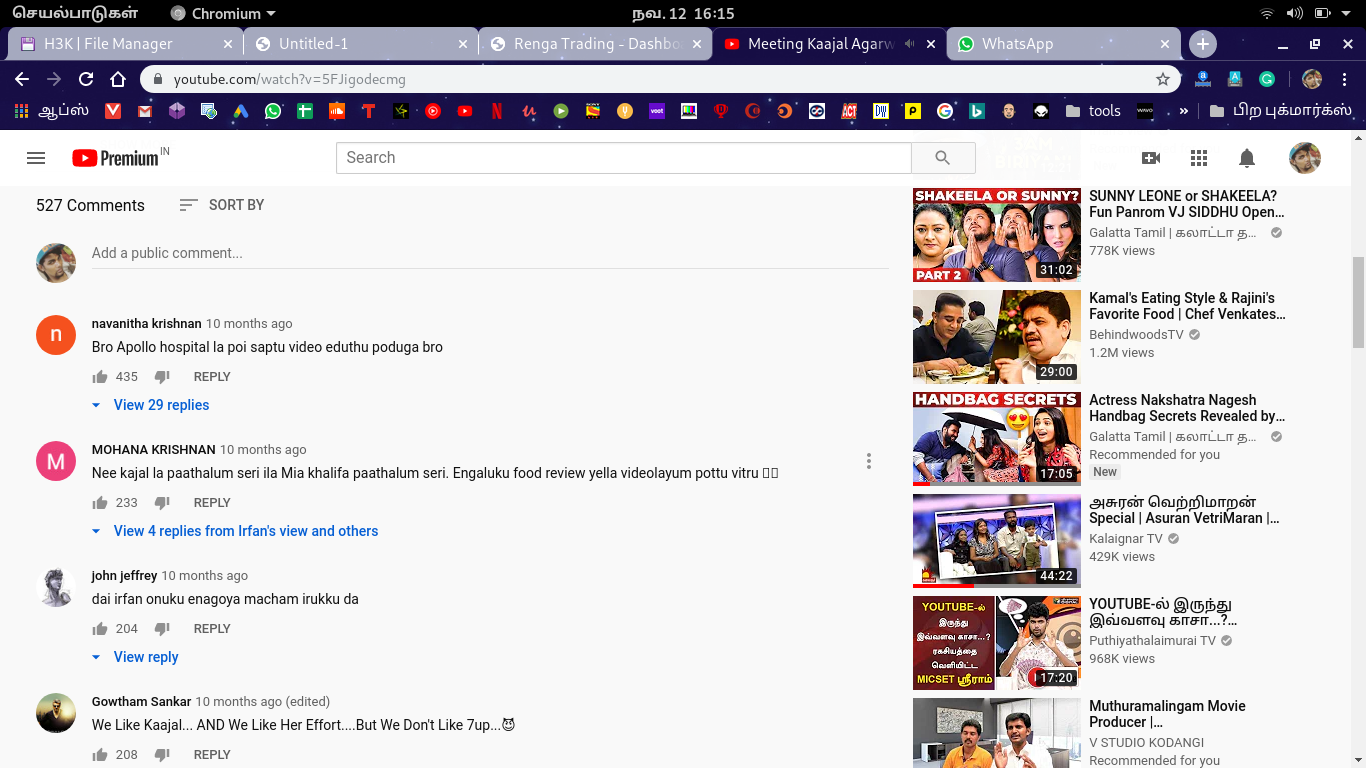 செயல்பாடுகள்
Chromium
நவ. 12 16:15
H3K | File Manager
Untitled-1
Renga Trading - Dashbo
Meeting Kaajal Agarw
WhatsApp
youtube.com/watch?v=5FJigodecmg
ஆப்ஸ்
tools
»
பிற புக்மார்க்ஸ்
Premium IN
Search
527 Comments
SORT BY
Add a public comment...
navanitha krishnan 10 months ago
Bro Apollo hospital la poi saptu video eduthu poduga bro
435 REPLY
View 29 replies
MOHANA KRISHNAN 10 months ago
Nee kajal la paathalum seri ila Mia khalifa paathalum seri. Engaluku food review yella videolayum pottu vitru
233 REPLY
View 4 replies from Irfan's view and others
john jeffrey 10 months ago
dai irfan onuku enagoya macham irukku da
204 REPLY
View reply
Gowtham Sankar 10 months ago (edited)
We Like Kaajal... AND We Like Her Effort....But We Don't Like 7up...😈
208 REPLY
SHAKEELA OR SUNNY?
PART 2
31:02
SUNNY LEONE or SHAKEELA?
Fun Panrom VJ SIDDHU Open…
Galatta Tamil | கலாட்டா த…
778K views
29:00
Kamal's Eating Style & Rajini's
Favorite Food | Chef Venkates…
BehindwoodsTV
1.2M views
HANDBAG SECRETS
17:05
Actress Nakshatra Nagesh
Handbag Secrets Revealed by…
Galatta Tamil | கலாட்டா த…
Recommended for you
New
44:22
அசுரன் வெற்றிமாறன்
Special | Asuran VetriMaran |…
Kalaignar TV
429K views
YOUTUBE-ல்
இருந்து
இவ்வளவு காசா...?
ரகசியத்தை
வெளியிட்ட
MICSET ஸ்ரீராம்
17:20
YOUTUBE-ல் இருந்து
இவ்வளவு காசா...?…
Puthiyathalaimurai TV
968K views
Muthuramalingam Movie
Producer |…
V STUDIO KODANGI
Recommended for you